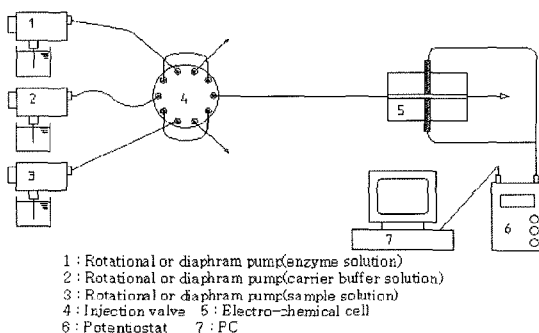 1
2
3
4
5
6
7
1 : Rotational or diaphram pump(enzyme solution)
2 : Rotational or diaphram pump(carrier buffer solution)
3 : Rotational or diaphram pump(sample solution)
4 : Injection valve 5 : Electro-chemical cell
6 : Potentiostat 7 : PC